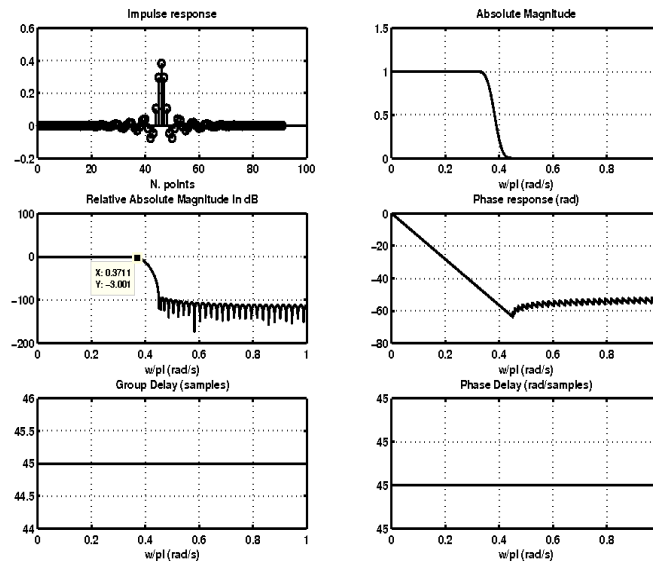 Impulse response
0.6
0.4
0.2
0
−0.2
0 20 40 60 80 100
N. points
Absolute Magnitude
1.5
1
0.5
0
0 0.2 0.4 0.6 0.8
w/pi (rad/s)
Relative Absolute Magnitude in dB
100
0
−100
−200
X: 0.3711
Y: −3.001
0 0.2 0.4 0.6 0.8 1
w/pi (rad/s)
Phase response (rad)
0
−20
−40
−60
−80
0 0.2 0.4 0.6 0.8
w/pi (rad/s)
Group Delay (samples)
46
45.5
45
44.5
44
0 0.2 0.4 0.6 0.8 1
w/pi (rad/s)
Phase Delay (rad/samples)
45
45
45
45
0 0.2 0.4 0.6 0.8
w/pi (rad/s)